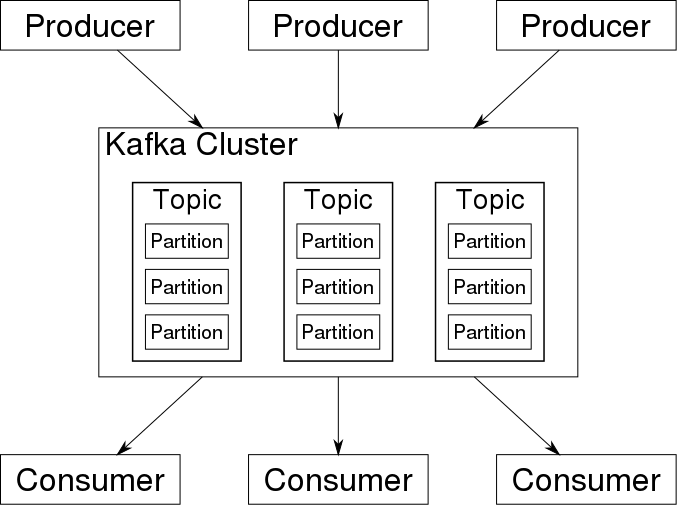 Producer Producer Producer
Kafka Cluster
Topic Topic Topic
Partition Partition Partition
Partition Partition Partition
Partition Partition Partition
Consumer Consumer Consumer